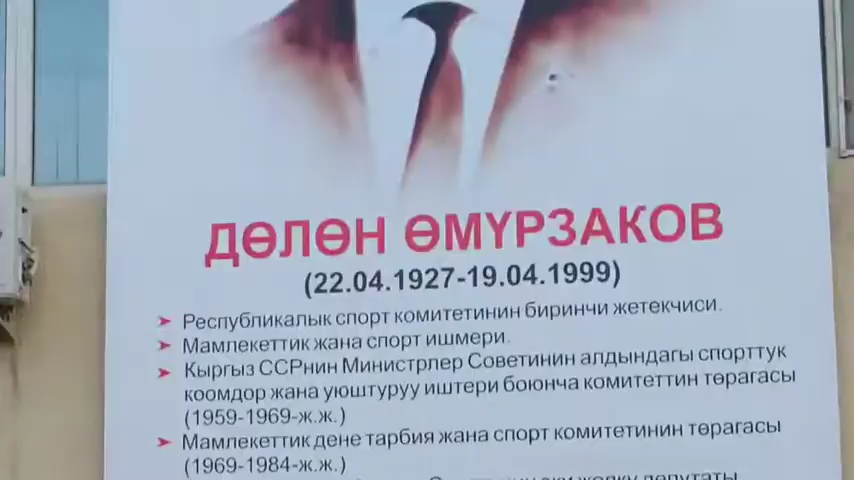 ДӨЛӨН ӨМҮРЗАКОВ
(22.04.1927-19.04.1999)
Республикалык спорт комитетинин биринчи жетекчиси.
Мамлекеттик жана спорт ишмери.
Кыргыз ССРнин Министрлер Советинин алдындагы спорттук
коомдор жана уюштуруу иштери боюнча комитеттин төрагасы
(1959-1969-ж.ж.)
Мамлекеттик дене тарбия жана спорт комитетинин төрагасы
(1969-1984-ж.ж.)
депутаты